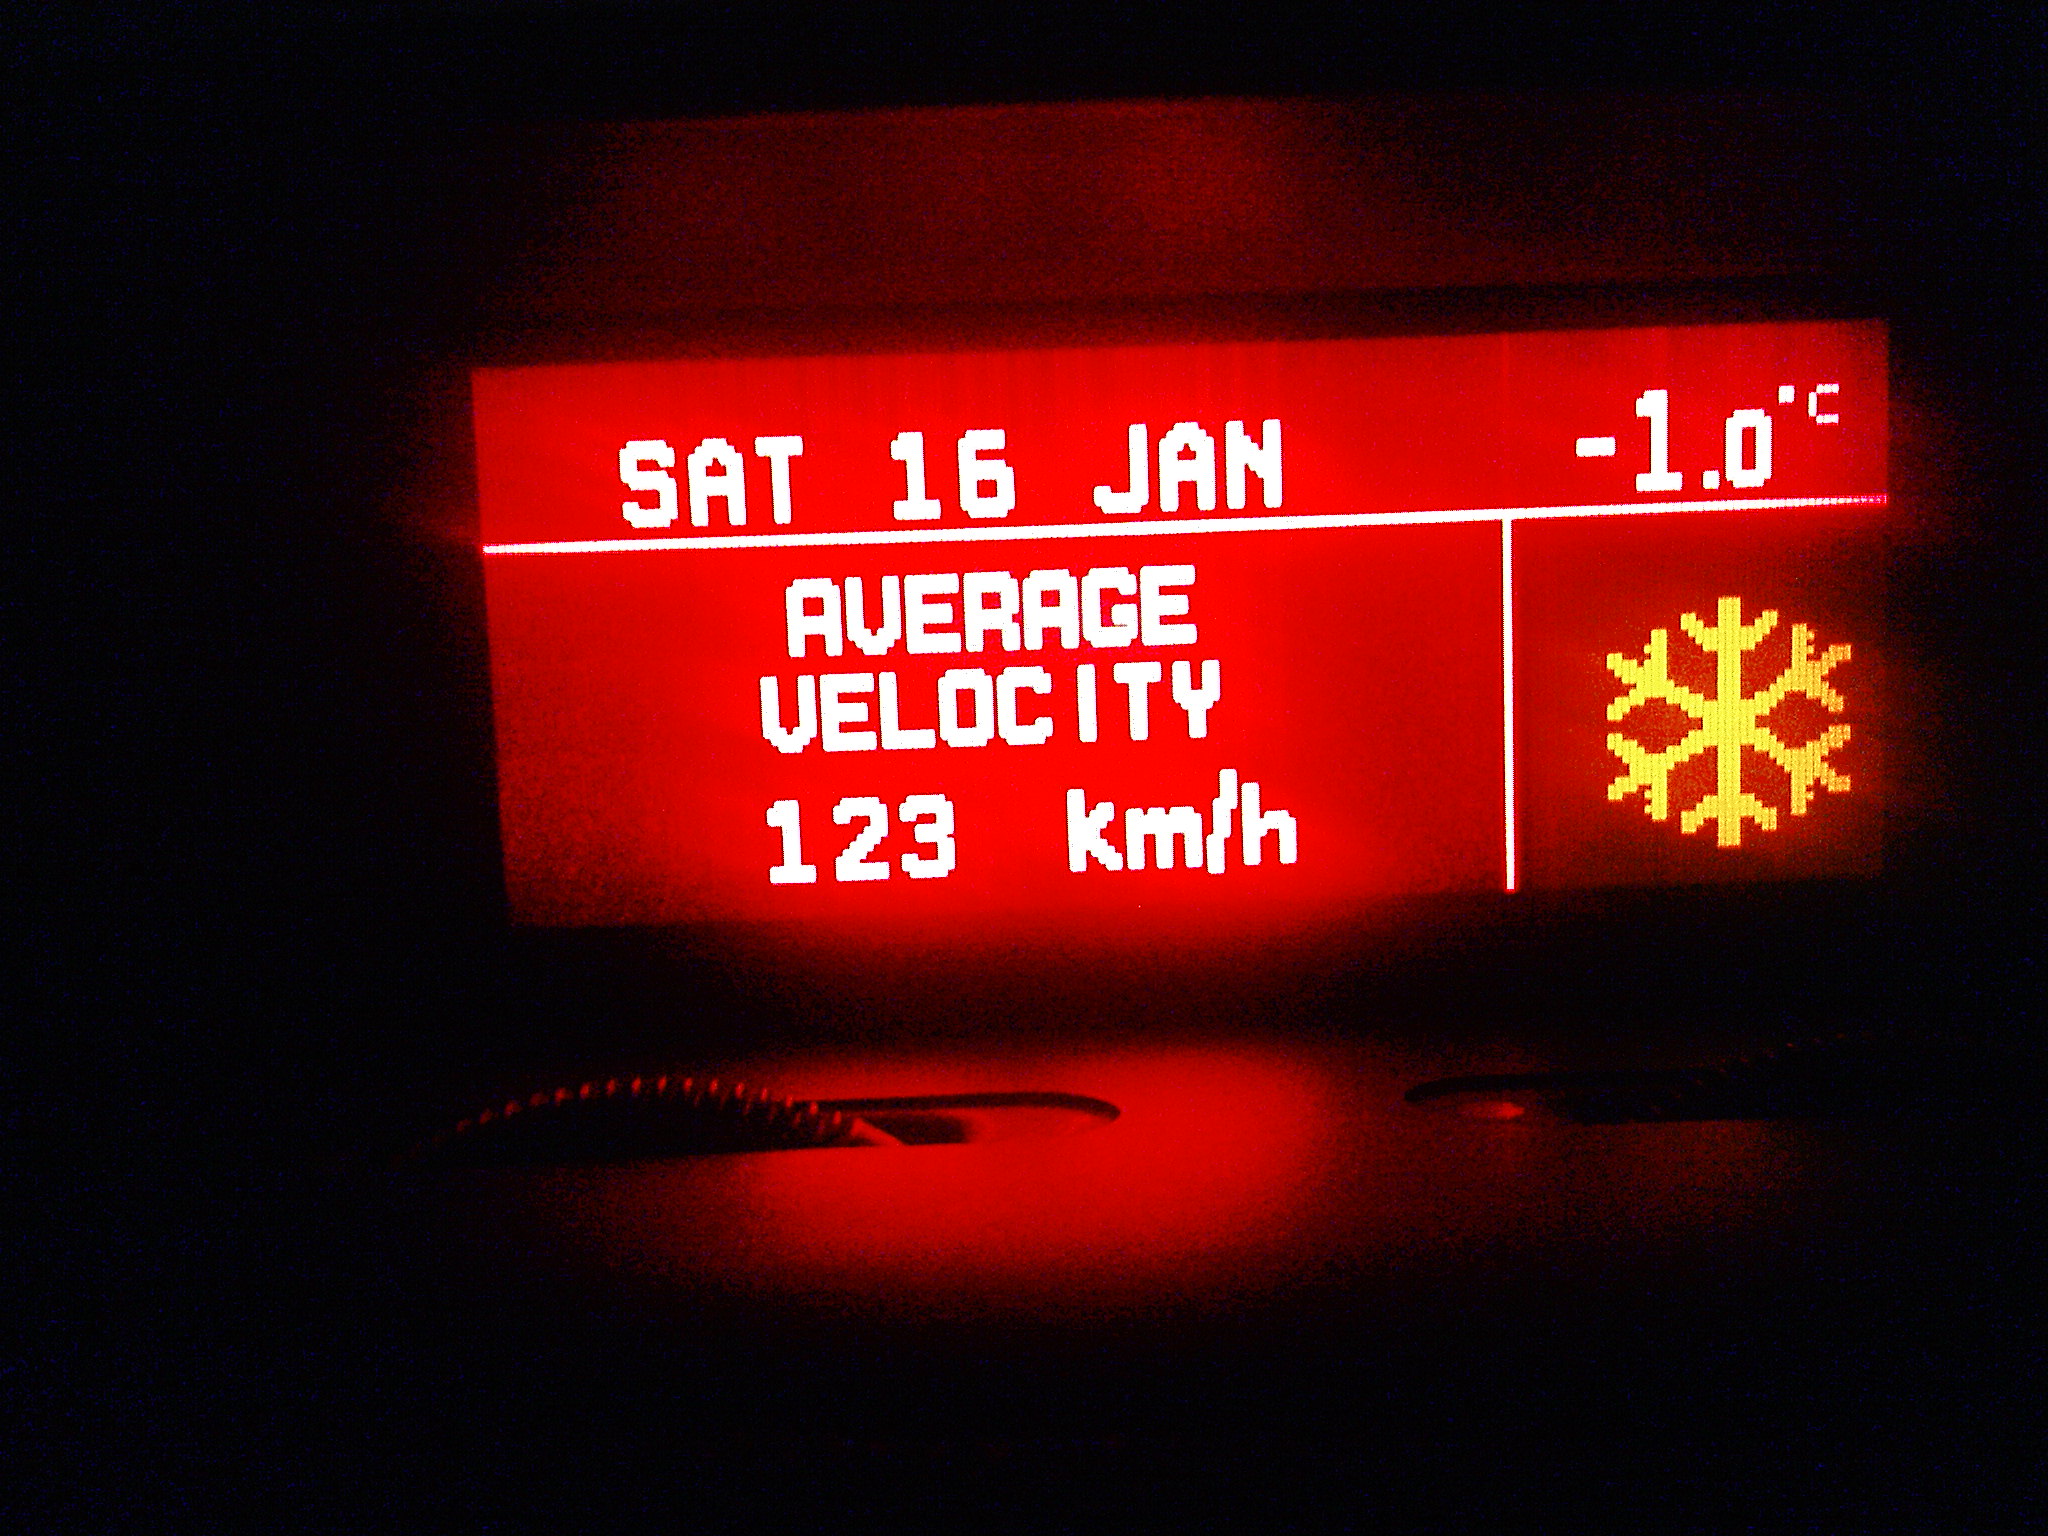 SAT 16 JAN -1.0°C
AVERAGE
VELOCITY
123 km/h